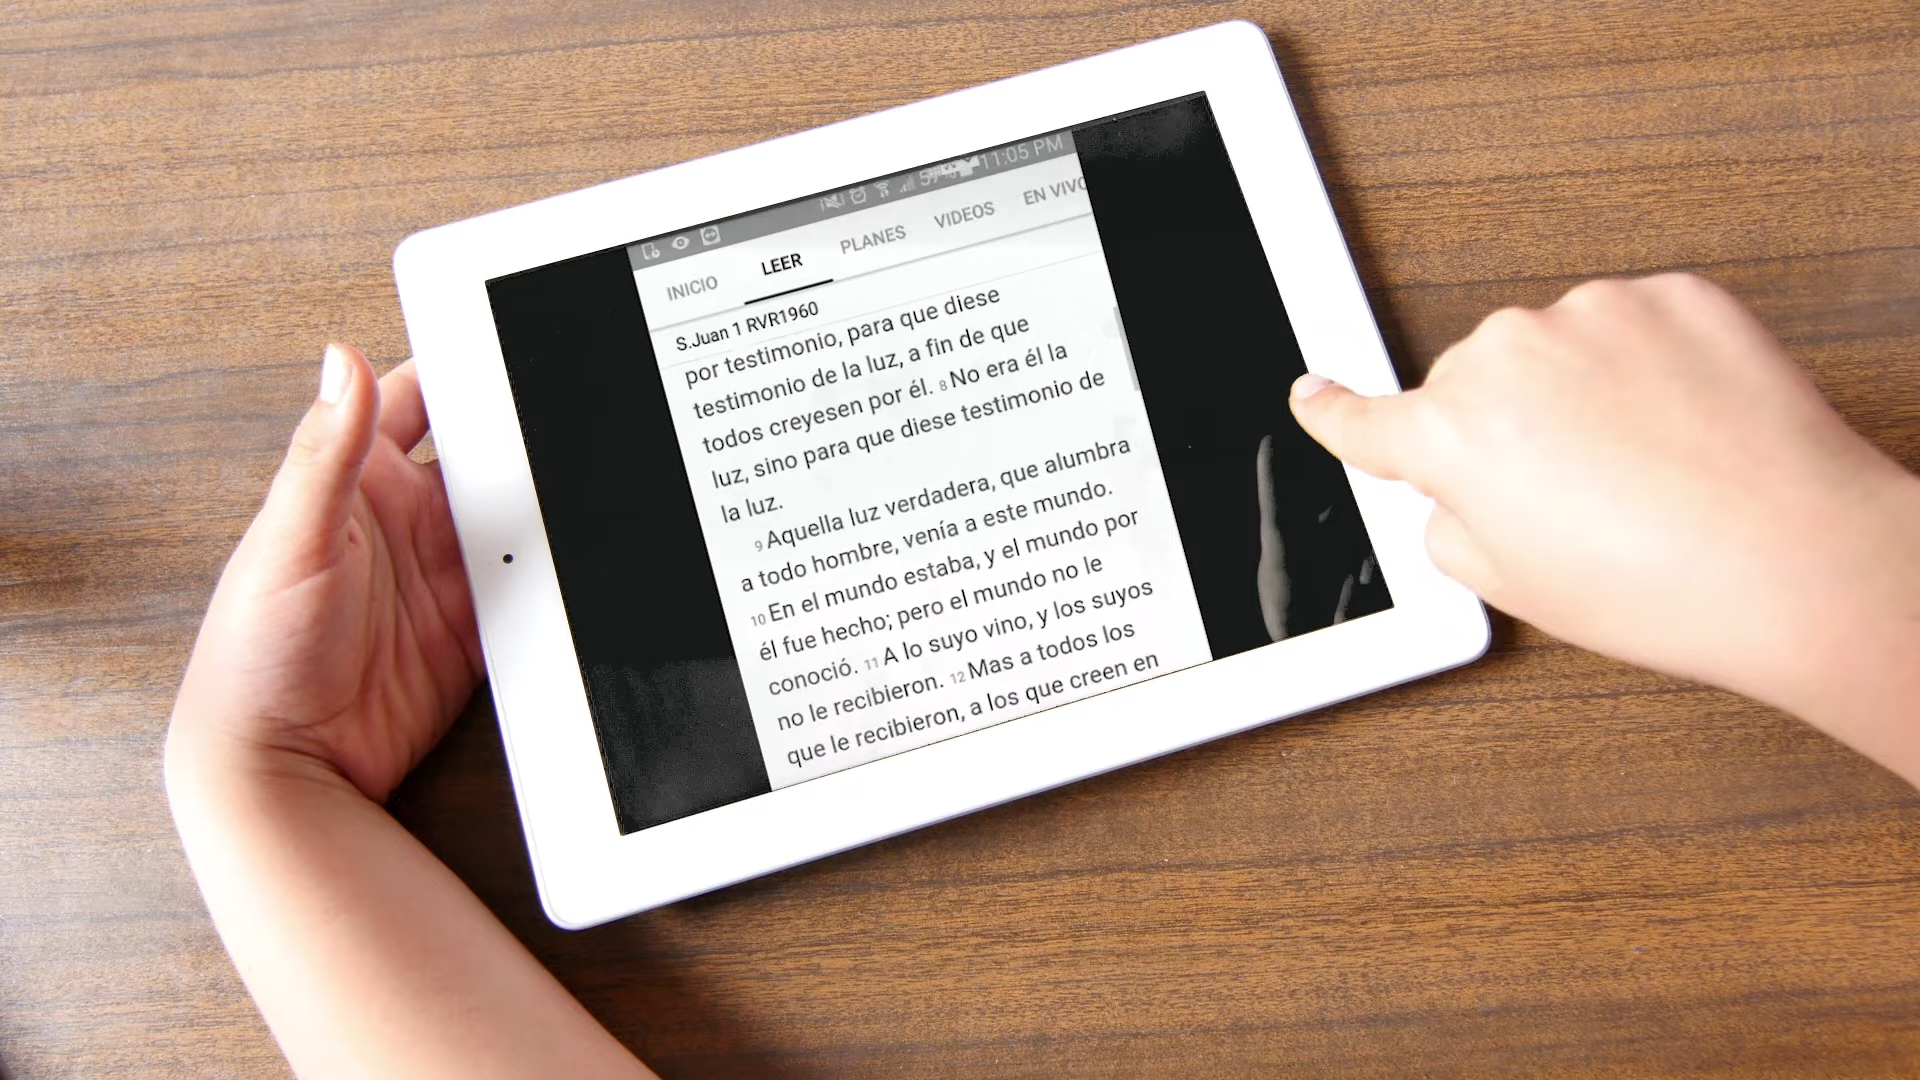 11:05 PM
INICIO LEER PLANES VIDEOS EN VIVO
S.Juan 1 RVR1960
por testimonio, para que diese
testimonio de la luz, a fin de que
todos creyesen por él. 8 No era él la
luz, sino para que diese testimonio de
la luz.
9 Aquella luz verdadera, que alumbra
a todo hombre, venía a este mundo.
10 En el mundo estaba, y el mundo por
él fue hecho; pero el mundo no le
conoció. 11 A lo suyo vino, y los suyos
no le recibieron. 12 Mas a todos los
que le recibieron, a los que creen en